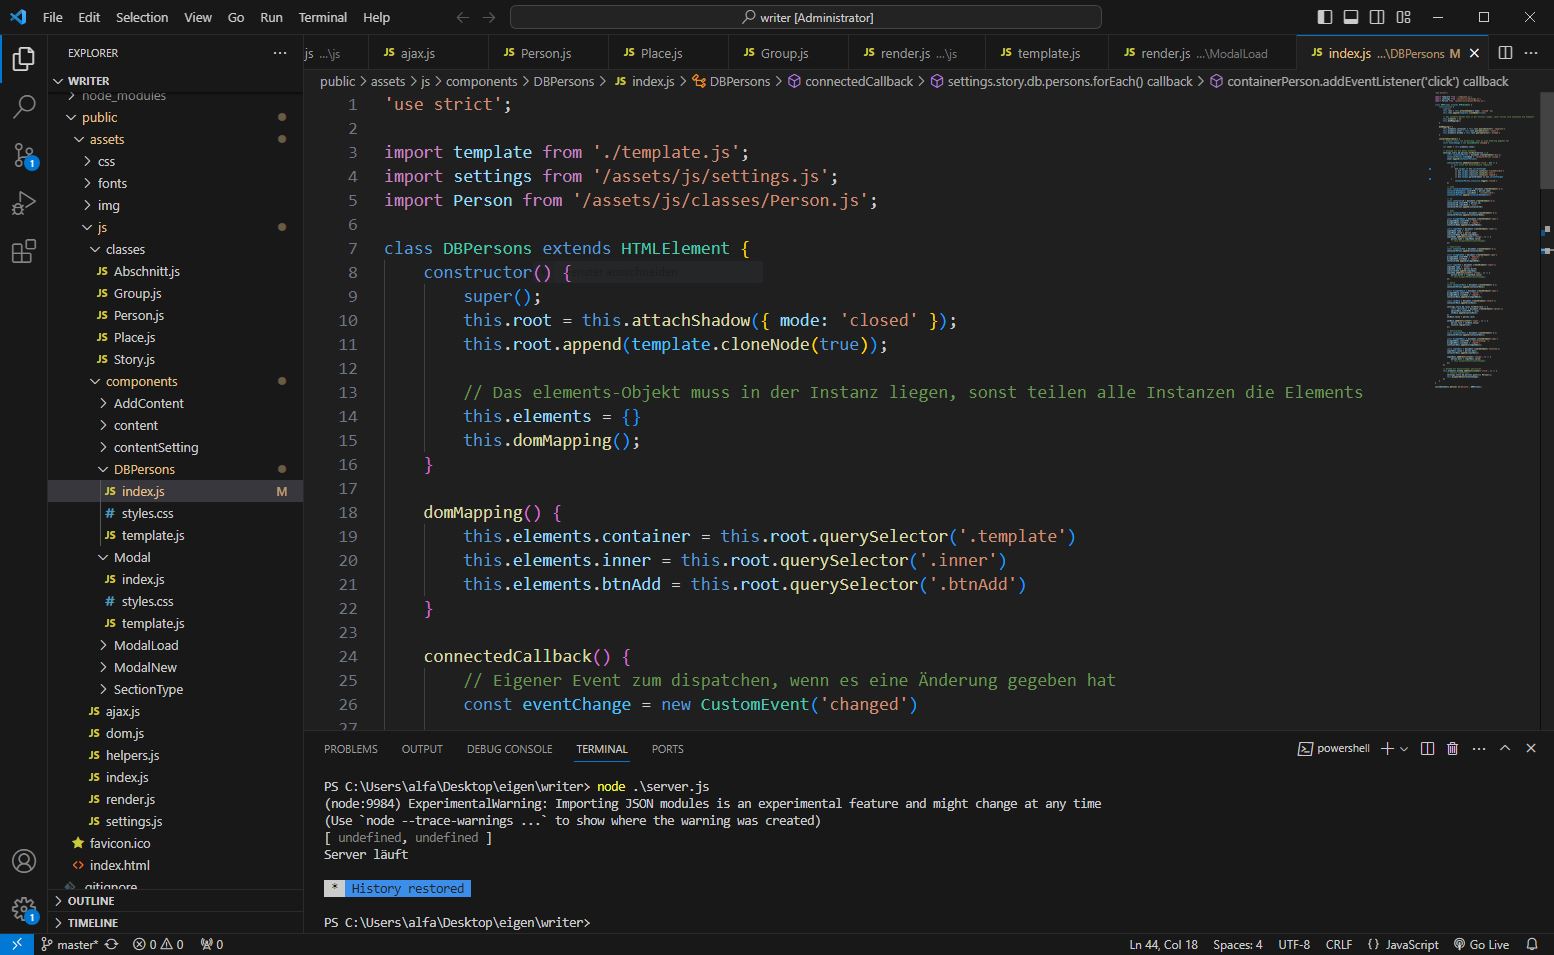 File Edit Selection View Go Run Terminal Help
writer [Administrator]
EXPLORER
WRITER
node_modules
public
assets
css
fonts
img
js
classes
JS Abschnitt.js
JS Group.js
JS Person.js
JS Place.js
JS Story.js
components
AddContent
content
contentSetting
DBPersons
JS index.js M
# styles.css
JS template.js
Modal
JS index.js
# styles.css
JS template.js
ModalLoad
ModalNew
SectionType
JS ajax.js
JS dom.js
JS helpers.js
JS index.js
JS render.js
JS settings.js
favicon.ico
<> index.html
.gitignore
OUTLINE
TIMELINE
.js ...\js JS ajax.js JS Person.js JS Place.js JS Group.js JS render.js ...\js JS template.js JS render.js ...\ModalLoad JS index.js ...\DBPersons M
public > assets > js > components > DBPersons > JS index.js > DBPersons > connectedCallback > settings.story.db.persons.forEach() callback > containerPerson.addEventListener('click') callback
1 'use strict';
2
3 import template from './template.js';
4 import settings from '/assets/js/settings.js';
5 import Person from '/assets/js/classes/Person.js';
6
7 class DBPersons extends HTMLElement {
8 constructor() {
9 super();
10 this.root = this.attachShadow({ mode: 'closed' });
11 this.root.append(template.cloneNode(true));
12
13 // Das elements-Objekt muss in der Instanz liegen, sonst teilen alle Instanzen die Elements
14 this.elements = {}
15 this.domMapping();
16 }
17
18 domMapping() {
19 this.elements.container = this.root.querySelector('.template')
20 this.elements.inner = this.root.querySelector('.inner')
21 this.elements.btnAdd = this.root.querySelector('.btnAdd')
22 }
23
24 connectedCallback() {
25 // Eigener Event zum dispatchen, wenn es eine Änderung gegeben hat
26 const eventChange = new CustomEvent('changed')
27
PROBLEMS OUTPUT DEBUG CONSOLE TERMINAL PORTS
powershell
PS C:\Users\alfa\Desktop\eigen\writer> node .\server.js
(node:9984) ExperimentalWarning: Importing JSON modules is an experimental feature and might change at any time
(Use `node --trace-warnings ...` to show where the warning was created)
[ undefined, undefined ]
Server läuft
* History restored
PS C:\Users\alfa\Desktop\eigen\writer>
1
1
master* 0 0 0
Ln 44, Col 18 Spaces: 4 UTF-8 CRLF {} JavaScript Go Live